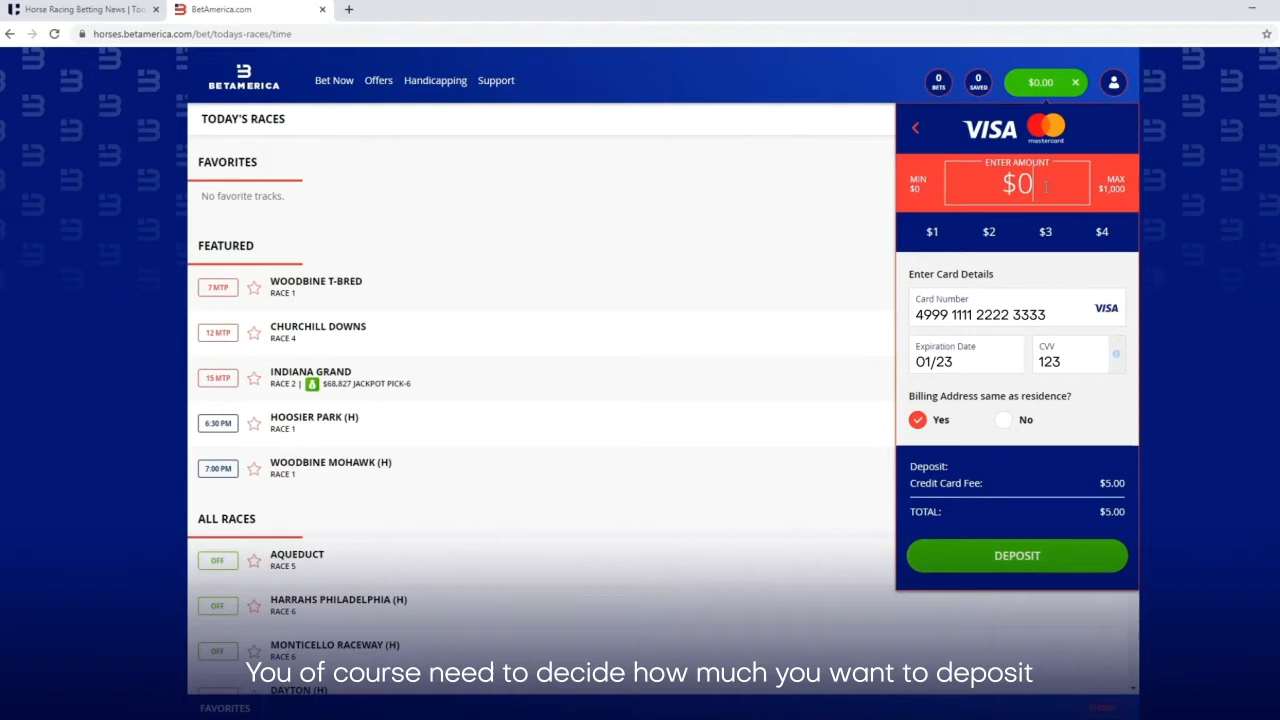 Horse Racing Betting News | Tod
BetAmerica.com
horses.betamerica.com/bet/todays-races/time
BETAMERICA
Bet Now
Offers
Handicapping
Support
0
BETS
0
SAVED
$0.00
TODAY'S RACES
FAVORITES
No favorite tracks.
FEATURED
7 MTP
WOODBINE T-BRED
RACE 1
12 MTP
CHURCHILL DOWNS
RACE 4
15 MTP
INDIANA GRAND
RACE 2 | $68,827 JACKPOT PICK-6
6:30 PM
HOOSIER PARK (H)
RACE 1
7:00 PM
WOODBINE MOHAWK (H)
RACE 1
ALL RACES
OFF
AQUEDUCT
RACE 5
OFF
HARRAHS PHILADELPHIA (H)
RACE 6
OFF
MONTICELLO RACEWAY (H)
RACE 6
DAYTON (H)
FAVORITES
VISA
mastercard
MIN
$0
ENTER AMOUNT
$0
MAX
$1,000
$1
$2
$3
$4
Enter Card Details
Card Number
4999 1111 2222 3333
VISA
Expiration Date
01/23
CVV
123
Billing Address same as residence?
Yes
No
Deposit:
Credit Card Fee: $5.00
TOTAL: $5.00
DEPOSIT
You of course need to decide how much you want to deposit